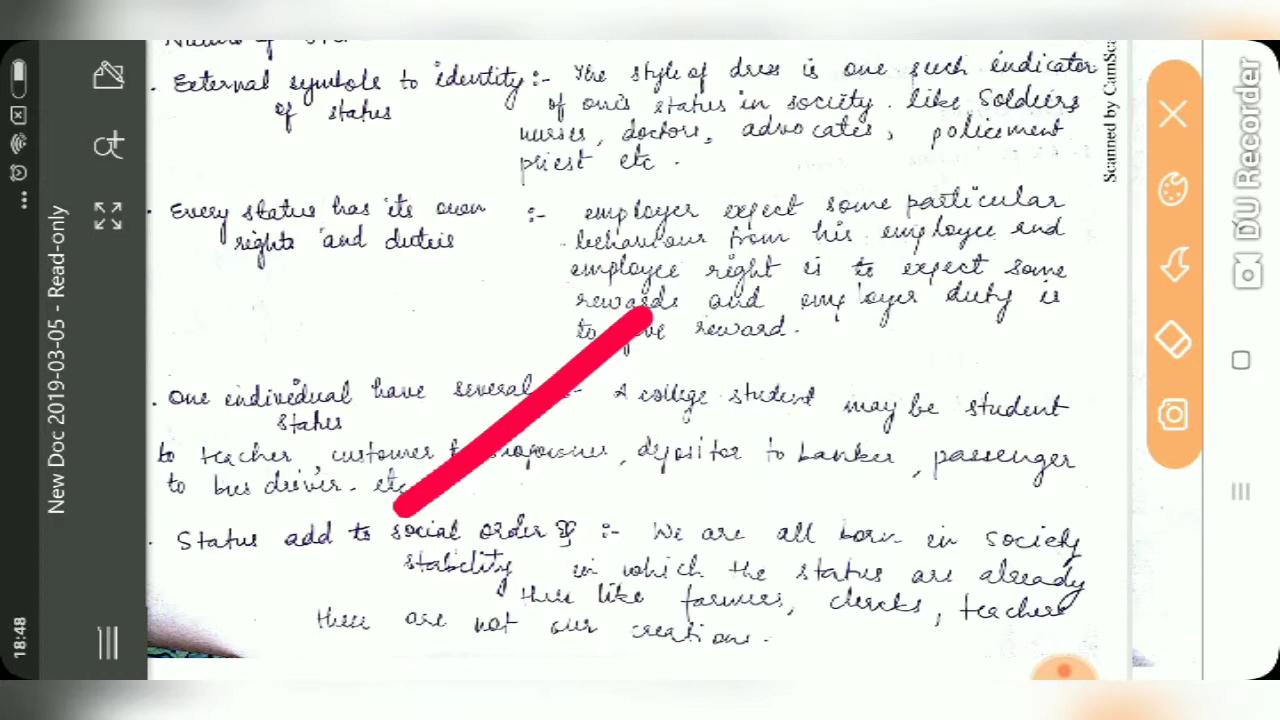 External symbols to identity :- The style of dress is one such indicator
of status of one's status in society. like Soldiers
nurses, doctors, advocates, policement
priest etc.
Every status has its own :- employer expect some particular
rights and duteis behaviour from his employee and
employee right is to expect some
rewards and employer duty is
to reward.
One individual have several :- A college student may be student
status
to teacher, customer to depositor to banker, passenger
to bus driver. etc
Status add to social order & :- We are all born in society
stability in which the status are already
there like farmers, clercks, teachers
these are not our creations.
Scanned by CamSca
New Doc 2019-03-05 - Read-only
18:48
DU Recorder